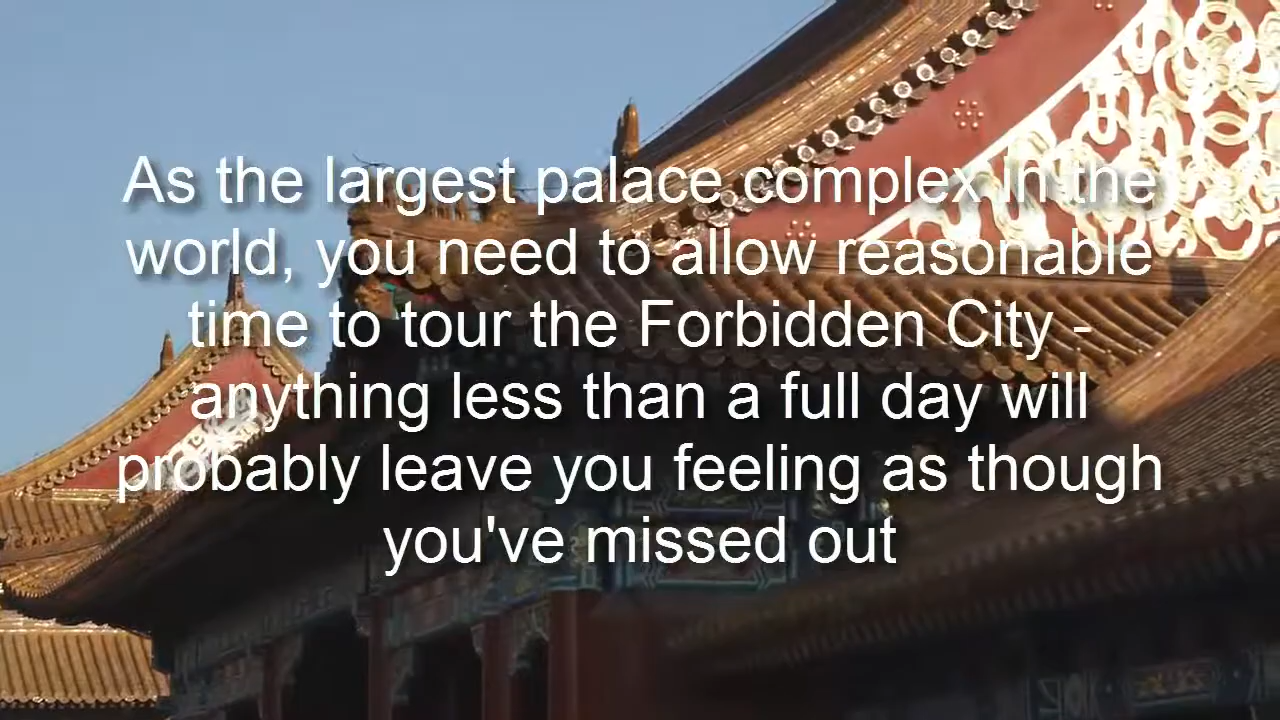 As the largest palace complex in the
world, you need to allow reasonable
time to tour the Forbidden City -
anything less than a full day will
probably leave you feeling as though
you've missed out